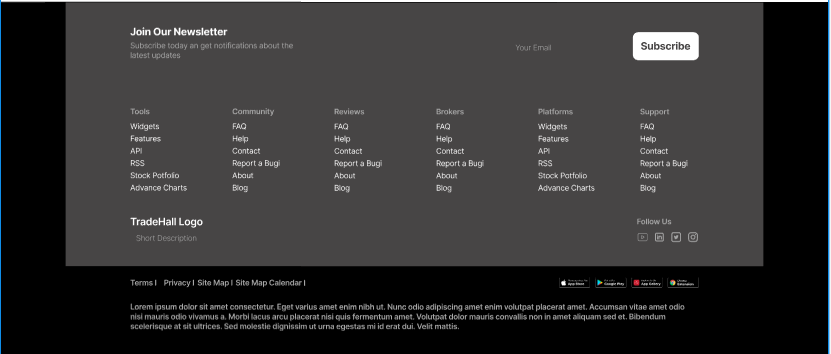 Join Our Newsletter
Subscribe today an get notifications about the
latest updates
Your Email
Subscribe
Tools Community Reviews Brokers Platforms Support
Widgets FAQ FAQ FAQ Widgets FAQ
Features Help Help Help Features Help
API Contact Contact Contact API Contact
RSS Report a Bugi Report a Bugi Report a Bugi RSS Report a Bugi
Stock Potfolio About About About Stock Potfolio About
Advance Charts Blog Blog Blog Advance Charts Blog
TradeHall Logo
Short Description
Follow Us
Terms | Privacy | Site Map | Site Map Calendar |
App Store Google Play App Gallery Extension
Lorem ipsum dolor sit amet consectetur. Eget varius amet enim nibh ut. Nunc odio adipiscing amet enim volutpat placerat amet. Accumsan vitae amet odio
nisi mauris odio vivamus a. Morbi lacus arcu placerat nisi quis fermentum amet. Volutpat dolor mauris convallis non in amet aliquam sed et. Bibendum
scelerisque at sit ultrices. Sed molestie dignissim ut urna egestas mi id erat dui. Velit mattis.